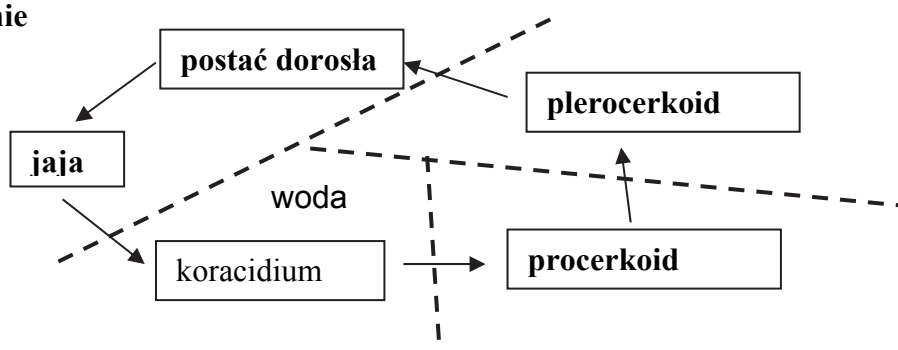 nie
postać dorosła
plerocerkoid
jaja
woda
koracidium
procerkoid